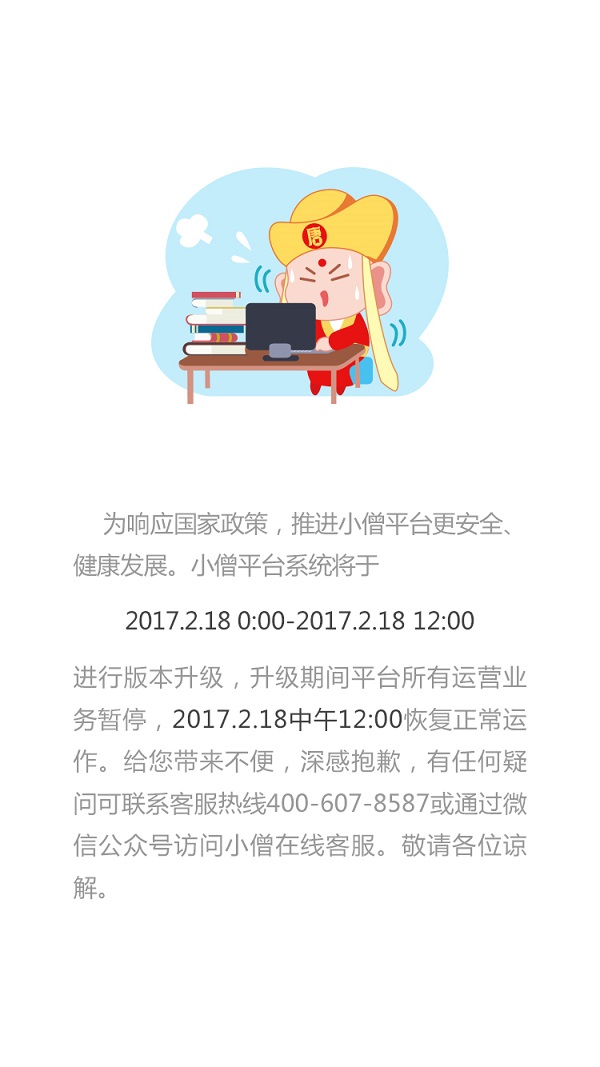 唐
为响应国家政策，推进小僧平台更安全、
健康发展。小僧平台系统将于
2017.2.18 0:00-2017.2.18 12:00
进行版本升级，升级期间平台所有运营业
务暂停，2017.2.18中午12:00恢复正常运
作。给您带来不便，深感抱歉，有任何疑
问可联系客服热线400-607-8587或通过微
信公众号访问小僧在线客服。敬请各位谅
解。